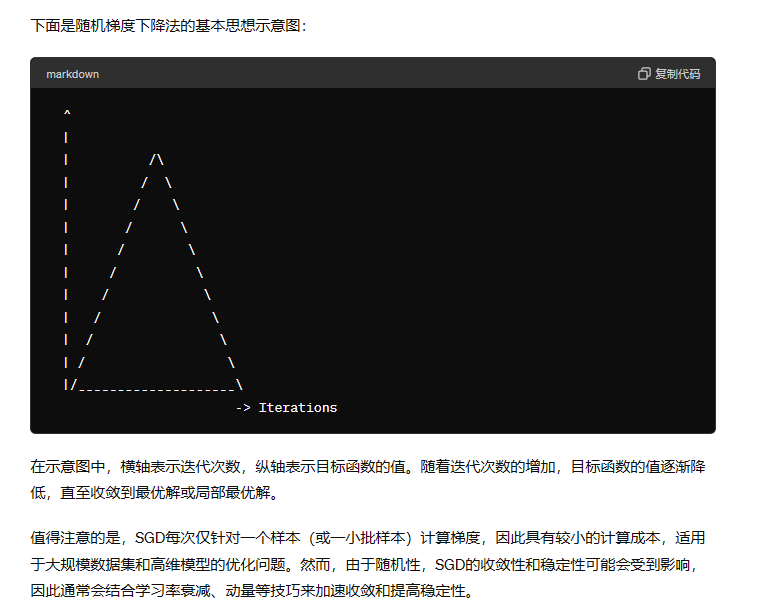 下面是随机梯度下降法的基本思想示意图：
markdown
复制代码
^
|
|          /\
|         /  \
|        /    \
|       /      \
|      /        \
|     /          \
|    /            \
|   /              \
|  /                \
| /                  \
|/____________________\
-> Iterations
在示意图中，横轴表示迭代次数，纵轴表示目标函数的值。随着迭代次数的增加，目标函数的值逐渐降
低，直至收敛到最优解或局部最优解。
值得注意的是，SGD每次仅针对一个样本（或一小批样本）计算梯度，因此具有较小的计算成本，适用
于大规模数据集和高维模型的优化问题。然而，由于随机性，SGD的收敛性和稳定性可能会受到影响，
因此通常会结合学习率衰减、动量等技巧来加速收敛和提高稳定性。